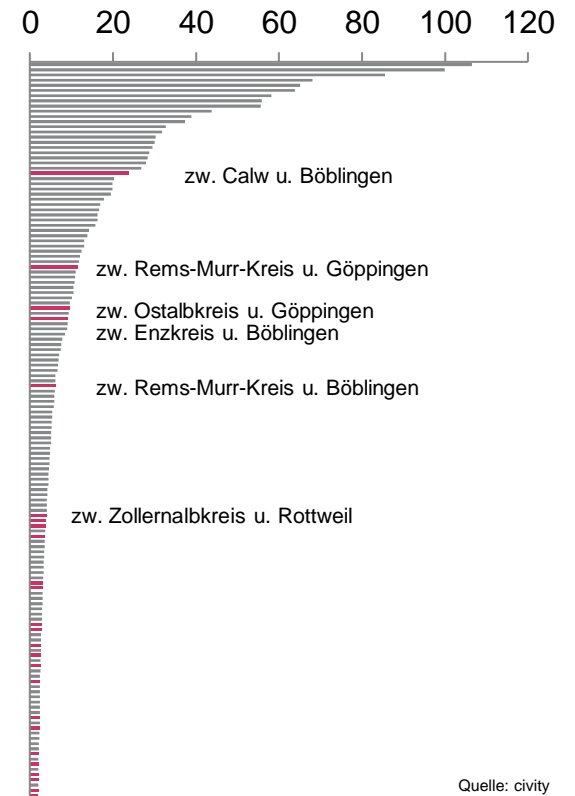 0 20 40 60 80 100 120
zw. Calw u. Böblingen
zw. Rems-Murr-Kreis u. Göppingen
zw. Ostalbkreis u. Göppingen
zw. Enzkreis u. Böblingen
zw. Rems-Murr-Kreis u. Böblingen
zw. Zollernalbkreis u. Rottweil
Quelle: civity